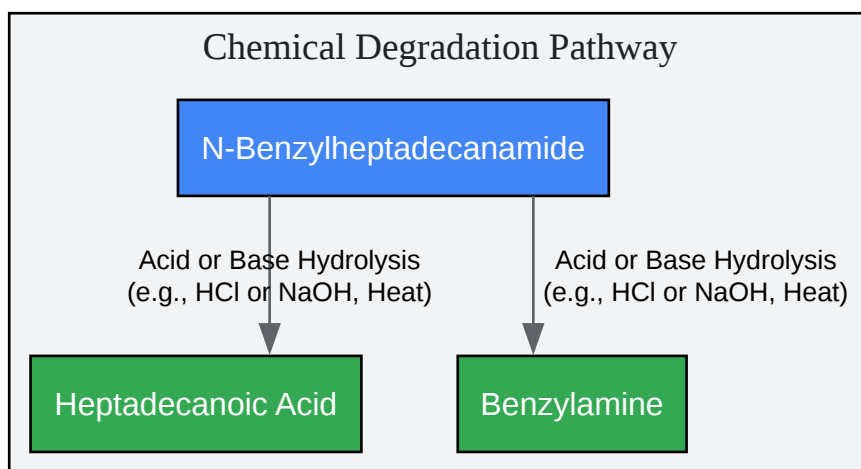 Chemical Degradation Pathway
N-Benzylheptadecanamide
Acid or Base Hydrolysis
(e.g., HCl or NaOH, Heat)
Acid or Base Hydrolysis
(e.g., HCl or NaOH, Heat)
Heptadecanoic Acid
Benzylamine